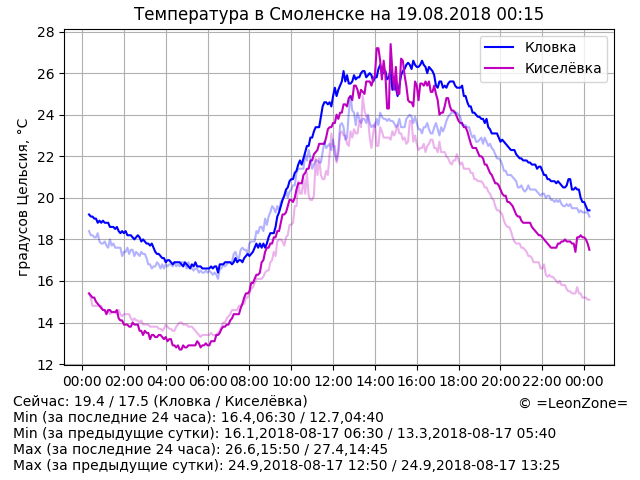 Температура в Смоленске на 19.08.2018 00:15
Кловка
Киселёвка
градусов Цельсия, °C
28
26
24
22
20
18
16
14
12
00:00 02:00 04:00 06:00 08:00 10:00 12:00 14:00 16:00 18:00 20:00 22:00 00:00
Сейчас: 19.4 / 17.5 (Кловка / Киселёвка)
© =LeonZone=
Min (за последние 24 часа): 16.4,06:30 / 12.7,04:40
Min (за предыдущие сутки): 16.1,2018-08-17 06:30 / 13.3,2018-08-17 05:40
Max (за последние 24 часа): 26.6,15:50 / 27.4,14:45
Max (за предыдущие сутки): 24.9,2018-08-17 12:50 / 24.9,2018-08-17 13:25